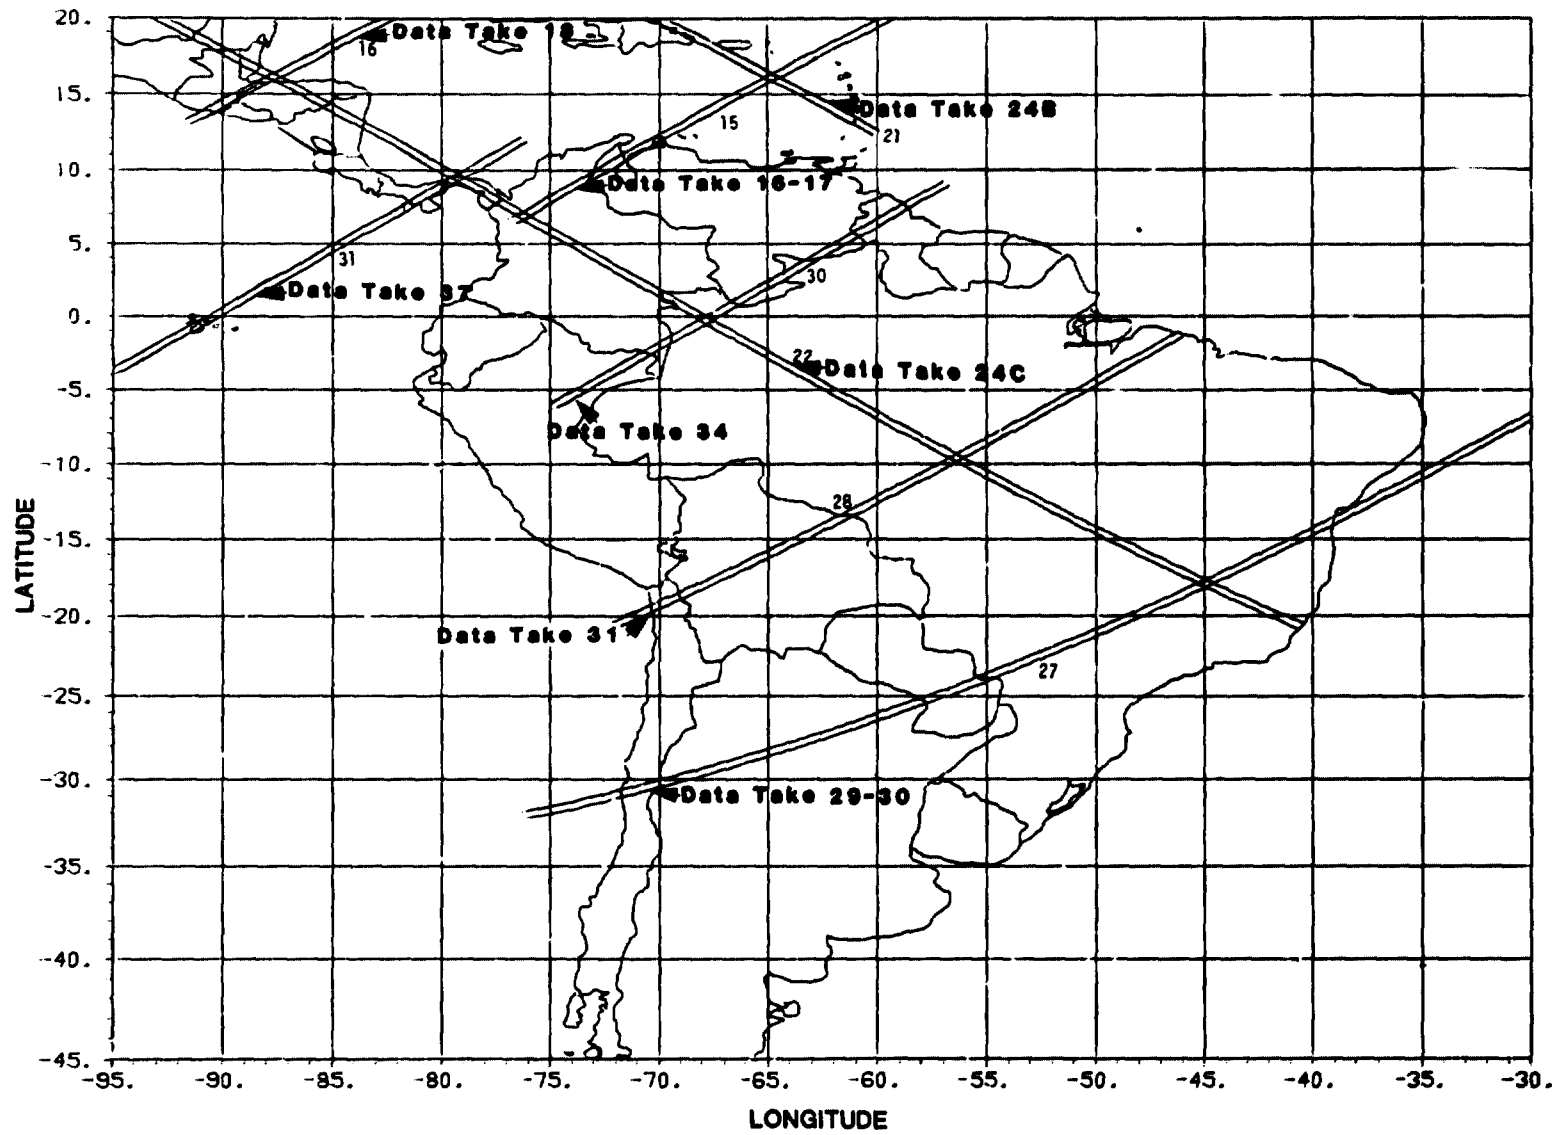 20.
Data Take 18
16
15.
Data Take 24B
15
21
10.
Data Take 16-17
5.
31
30
Data Take 37
0.
22
Data Take 24C
-5.
Data Take 34
-10.
28
-15.
-20.
Data Take 31
27
-25.
-30.
Data Take 29-30
-35.
-40.
-45.
-95. -90. -85. -80. -75. -70. -65. -60. -55. -50. -45. -40. -35. -30.
LATITUDE
LONGITUDE